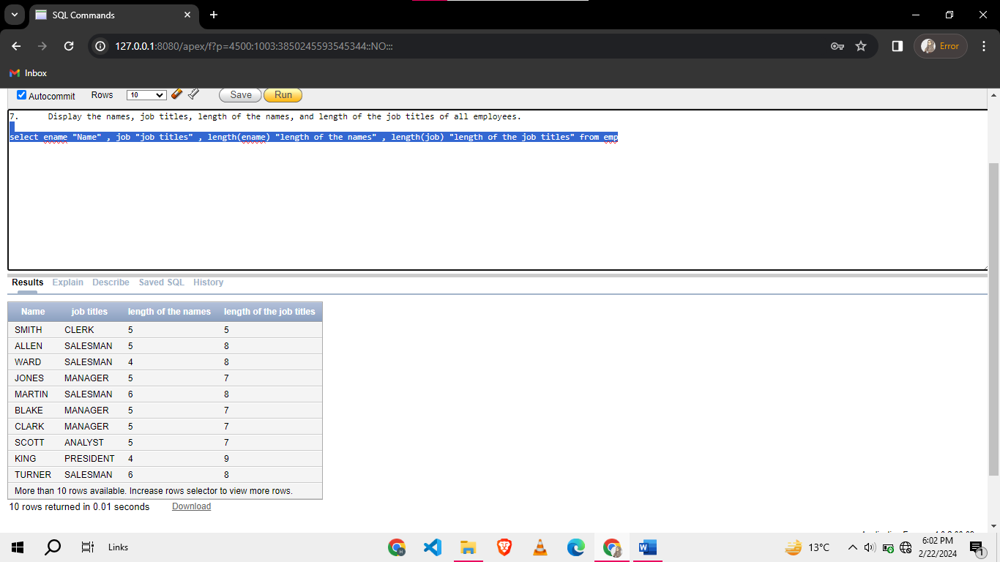 SQL Commands
127.0.0.1:8080/apex/f?p=4500:1003:3850245593545344::NO:::
Error
Inbox
Autocommit Rows 10 Save Run
7. Display the names, job titles, length of the names, and length of the job titles of all employees.
select ename "Name" , job "job titles" , length(ename) "length of the names" , length(job) "length of the job titles" from emp
Results Explain Describe Saved SQL History
Name job titles length of the names length of the job titles
SMITH CLERK 5 5
ALLEN SALESMAN 5 8
WARD SALESMAN 4 8
JONES MANAGER 5 7
MARTIN SALESMAN 6 8
BLAKE MANAGER 5 7
CLARK MANAGER 5 7
SCOTT ANALYST 5 7
KING PRESIDENT 4 9
TURNER SALESMAN 6 8
More than 10 rows available. Increase rows selector to view more rows.
10 rows returned in 0.01 seconds Download
Links
13°C
6:02 PM
2/22/2024
1